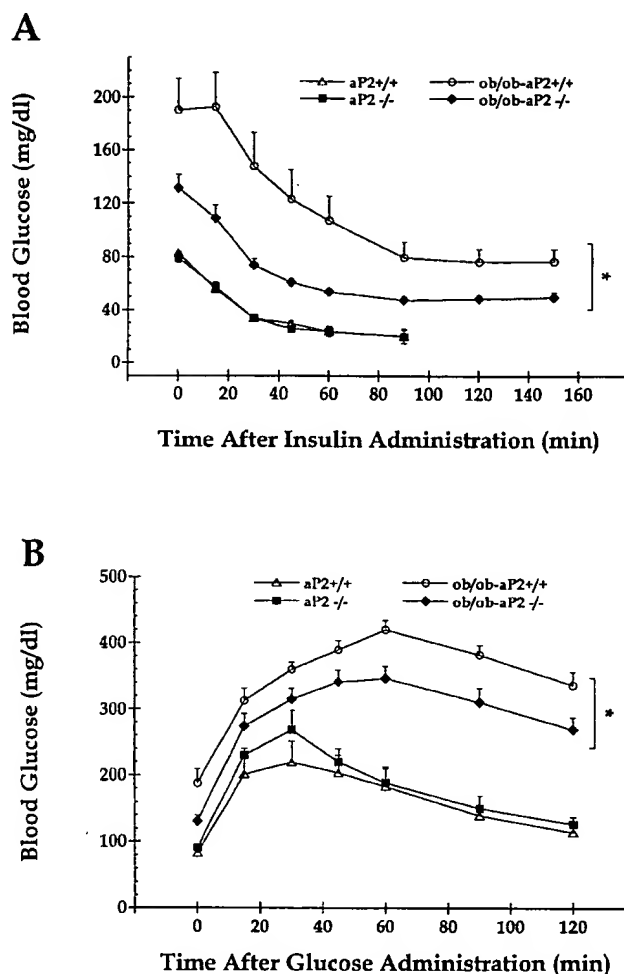 A
aP2+/+ ob/ob-aP2+/+
aP2 -/- ob/ob-aP2 -/-
Blood Glucose (mg/dl)
200
160
120
80
40
0
*
0 20 40 60 80 100 120 140 160
Time After Insulin Administration (min)
B
aP2+/+ ob/ob-aP2+/+
aP2 -/- ob/ob-aP2 -/-
Blood Glucose (mg/dl)
500
400
300
200
100
0
*
0 20 40 60 80 100 120
Time After Glucose Administration (min)